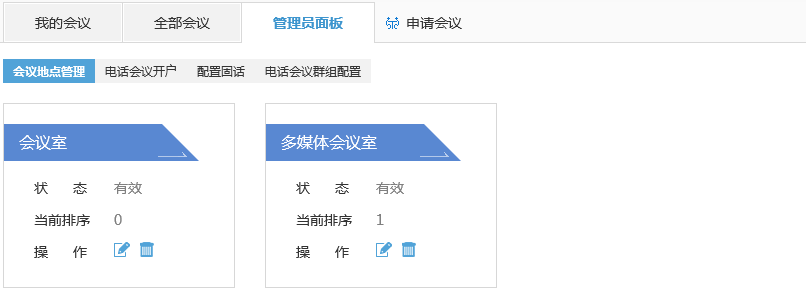 我的会议 全部会议 管理员面板 申请会议
会议地点管理 电话会议开户 配置固话 电话会议群组配置
会议室
状 态 有效
当前排序 0
操 作
多媒体会议室
状 态 有效
当前排序 1
操 作